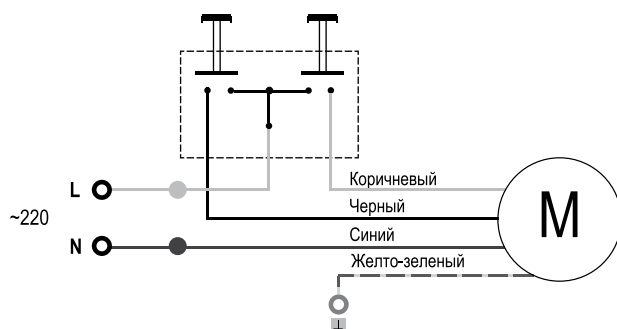 L
Коричневый
Черный
~220
M
N
Синий
Желто-зеленый